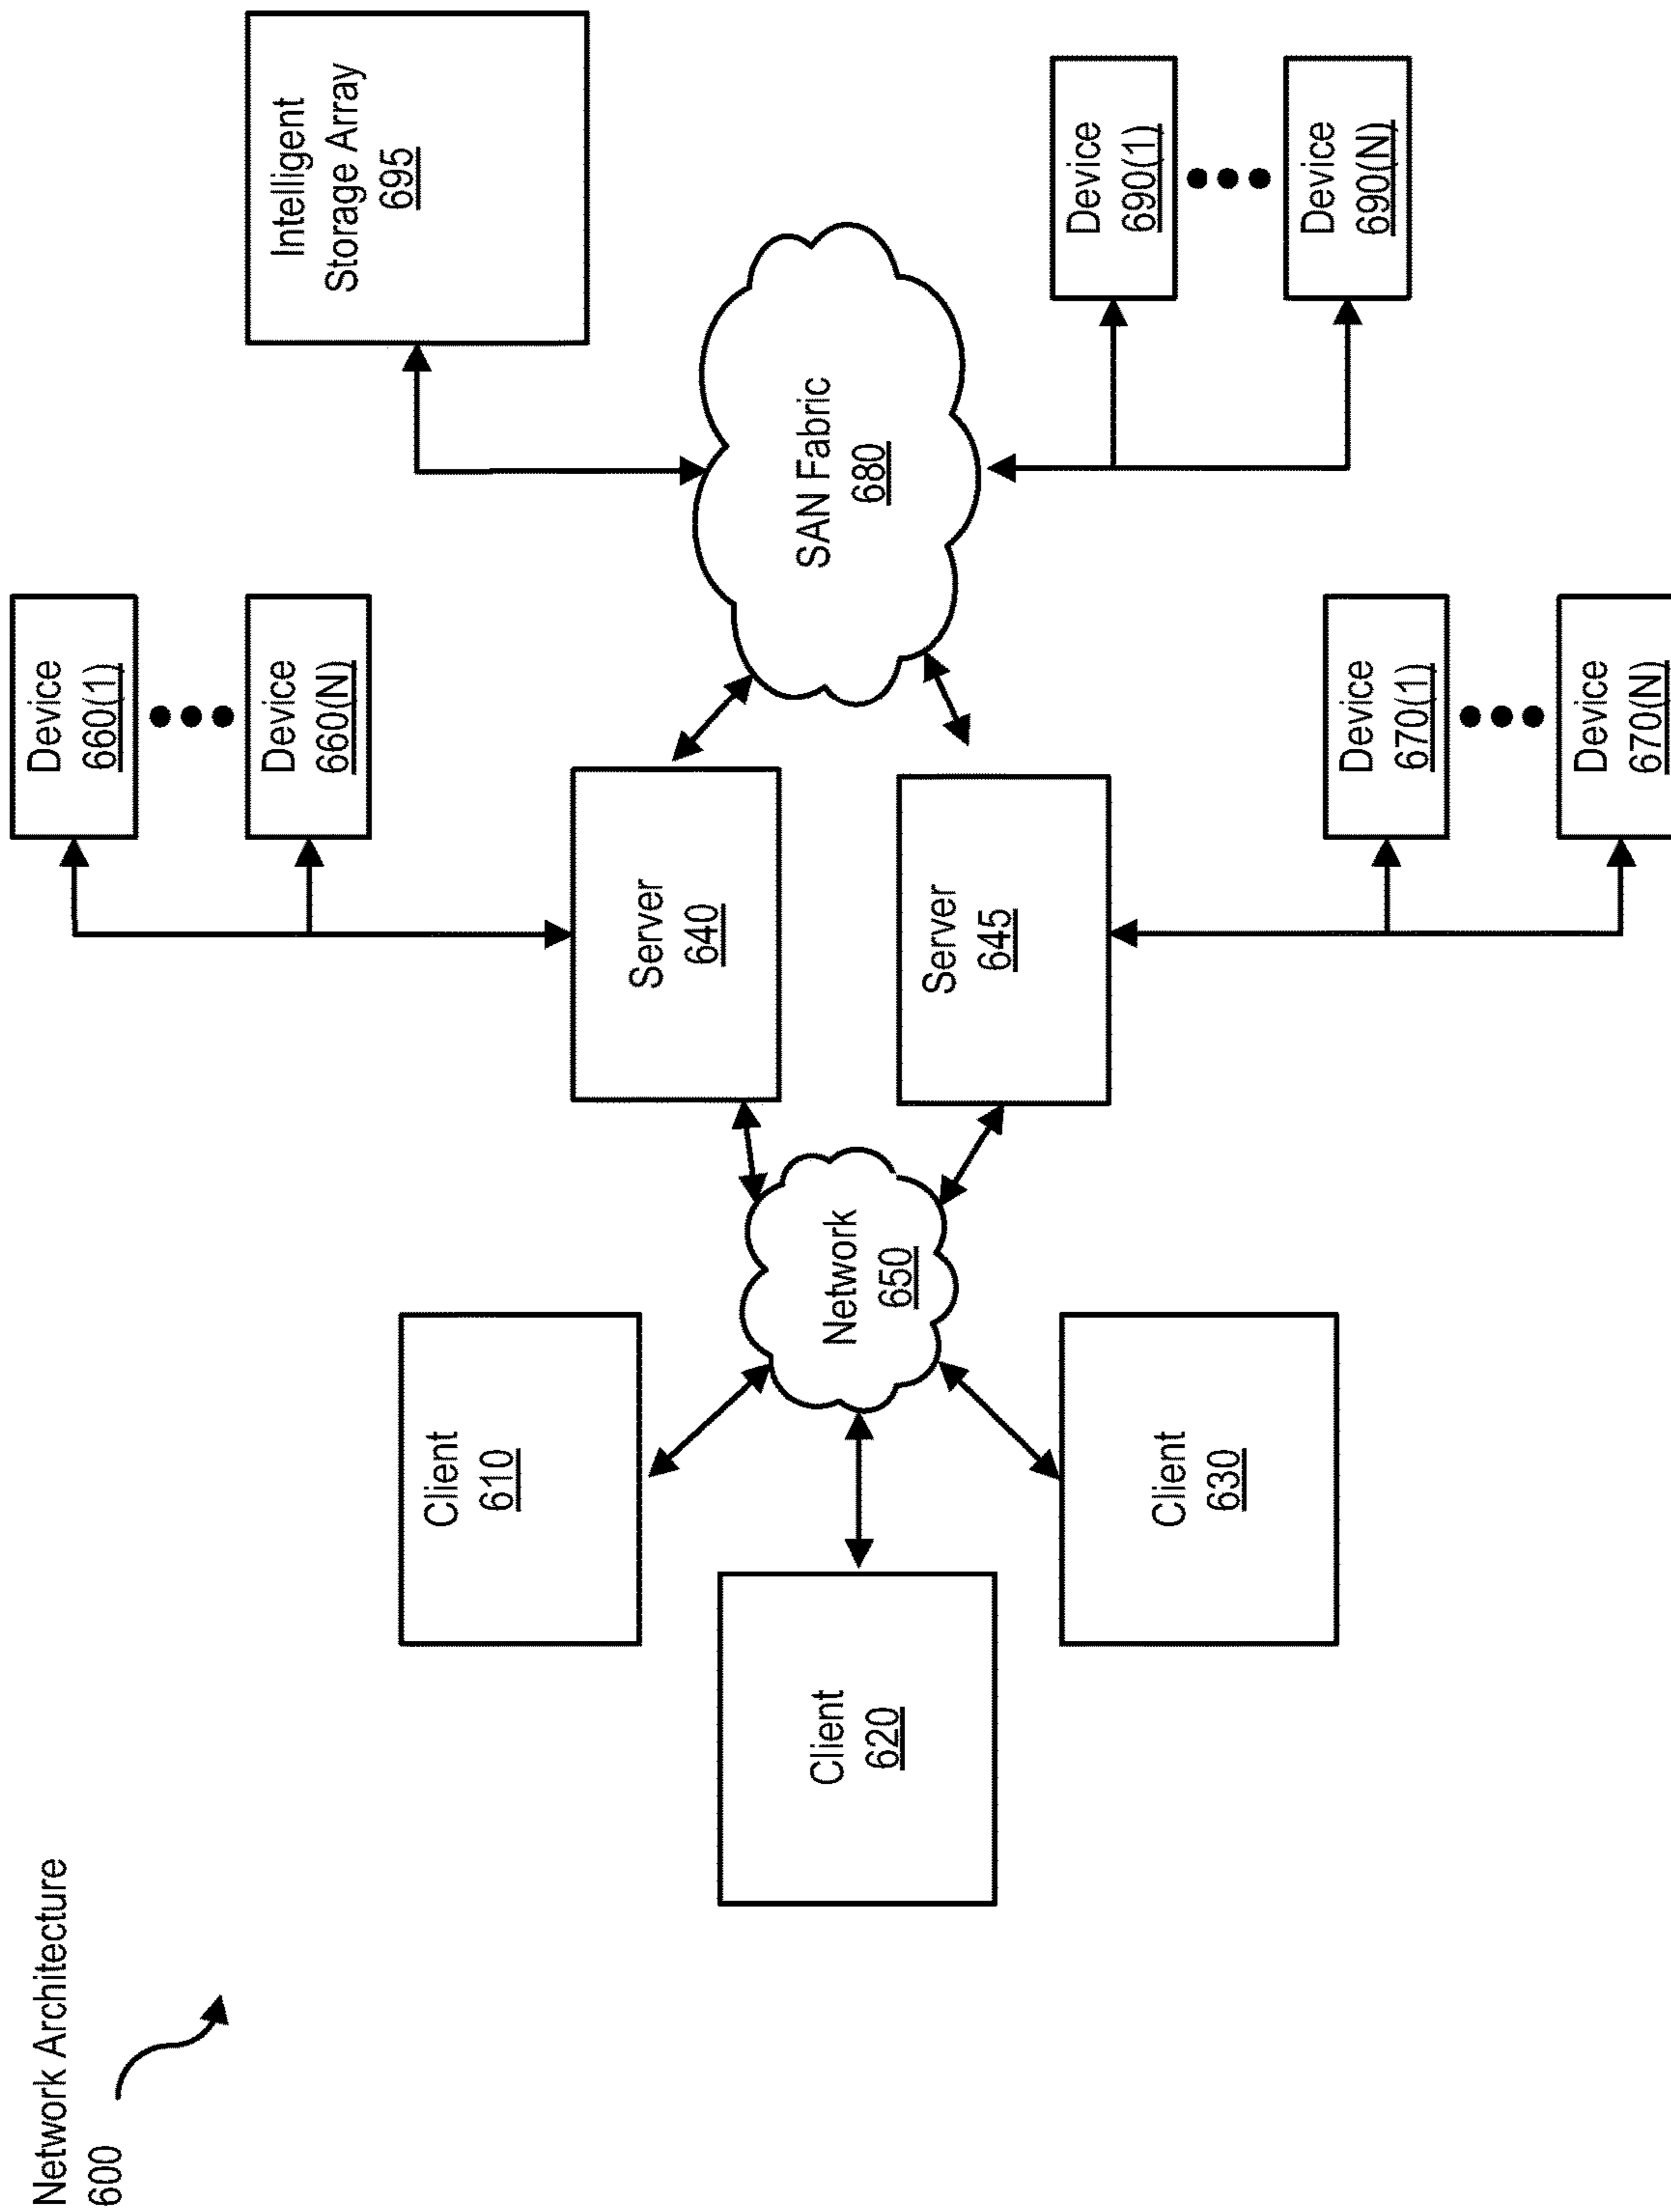 Network Architecture
600
Client
610
Client
620
Client
630
Network
650
Server
640
Server
645
Device
660(1)
Device
660(N)
Device
670(1)
Device
670(N)
SAN Fabric
680
Intelligent
Storage Array
695
Device
690(1)
Device
690(N)